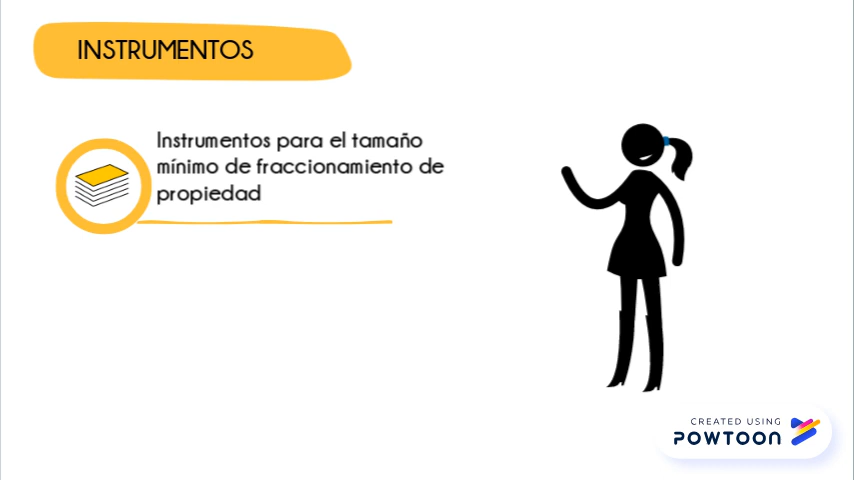 INSTRUMENTOS
Instrumentos para el tamaño
mínimo de fraccionamiento de
propiedad
CREATED USING
POWTOON